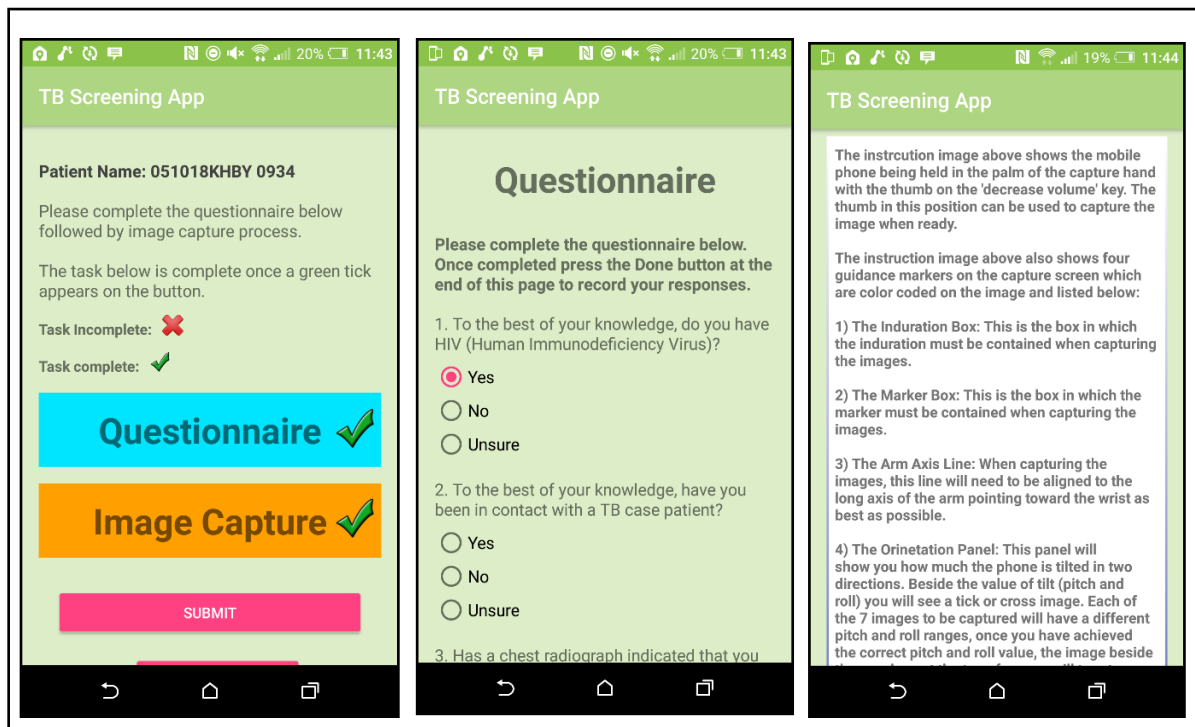 20% 11:43
TB Screening App
Patient Name: 051018KHBY 0934
Please complete the questionnaire below
followed by image capture process.
The task below is complete once a green tick
appears on the button.
Task Incomplete:
Task complete:
Questionnaire
Image Capture
SUBMIT
20% 11:43
TB Screening App
Questionnaire
Please complete the questionnaire below.
Once completed press the Done button at the
end of this page to record your responses.
1. To the best of your knowledge, do you have
HIV (Human Immunodeficiency Virus)?
Yes
No
Unsure
2. To the best of your knowledge, have you
been in contact with a TB case patient?
Yes
No
Unsure
3. Has a chest radiograph indicated that you
19% 11:44
TB Screening App
The instrcution image above shows the mobile
phone being held in the palm of the capture hand
with the thumb on the 'decrease volume' key. The
thumb in this position can be used to capture the
image when ready.
The instruction image above also shows four
guidance markers on the capture screen which
are color coded on the image and listed below:
1) The Induration Box: This is the box in which
the induration must be contained when capturing
the images.
2) The Marker Box: This is the box in which the
marker must be contained when capturing the
images.
3) The Arm Axis Line: When capturing the
images, this line will need to be aligned to the
long axis of the arm pointing toward the wrist as
best as possible.
4) The Orinetation Panel: This panel will
show you how much the phone is tilted in two
directions. Beside the value of tilt (pitch and
roll) you will see a tick or cross image. Each of
the 7 images to be captured will have a different
pitch and roll ranges, once you have achieved
the correct pitch and roll value, the image beside